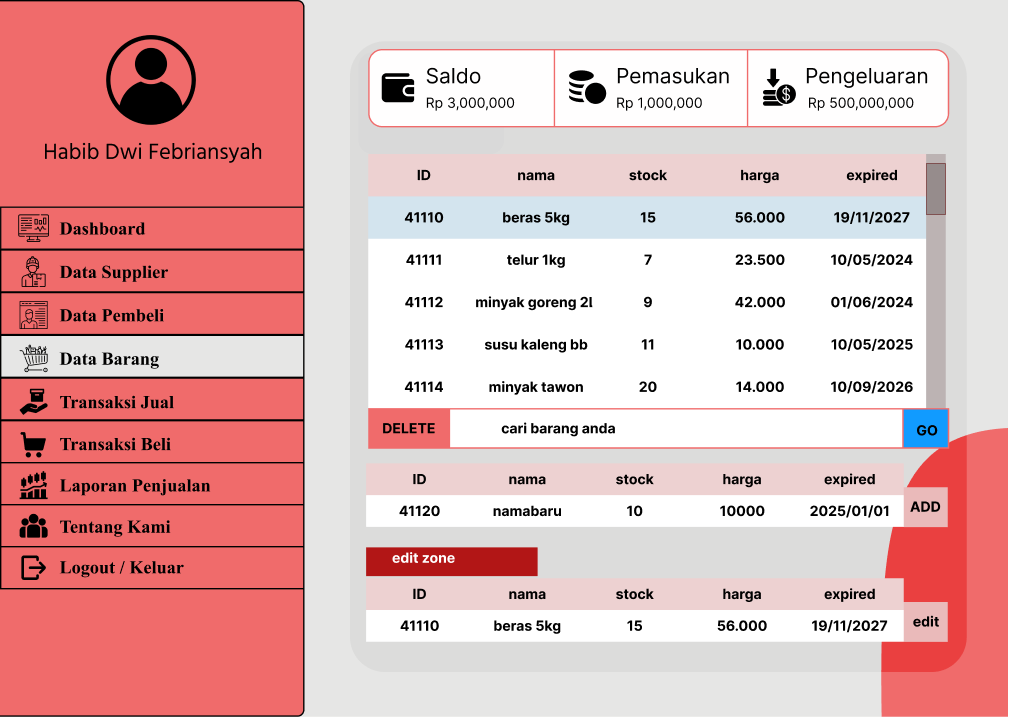 Habib Dwi Febriansyah
Dashboard
Data Supplier
Data Pembeli
Data Barang
Transaksi Jual
Transaksi Beli
Laporan Penjualan
Tentang Kami
Logout / Keluar
Saldo
Rp 3,000,000
Pemasukan
Rp 1,000,000
Pengeluaran
Rp 500,000,000
ID nama stock harga expired
41110 beras 5kg 15 56.000 19/11/2027
41111 telur 1kg 7 23.500 10/05/2024
41112 minyak goreng 2l 9 42.000 01/06/2024
41113 susu kaleng bb 11 10.000 10/05/2025
41114 minyak tawon 20 14.000 10/09/2026
DELETE cari barang anda GO
ID nama stock harga expired
41120 namabaru 10 10000 2025/01/01 ADD
edit zone
ID nama stock harga expired
41110 beras 5kg 15 56.000 19/11/2027 edit